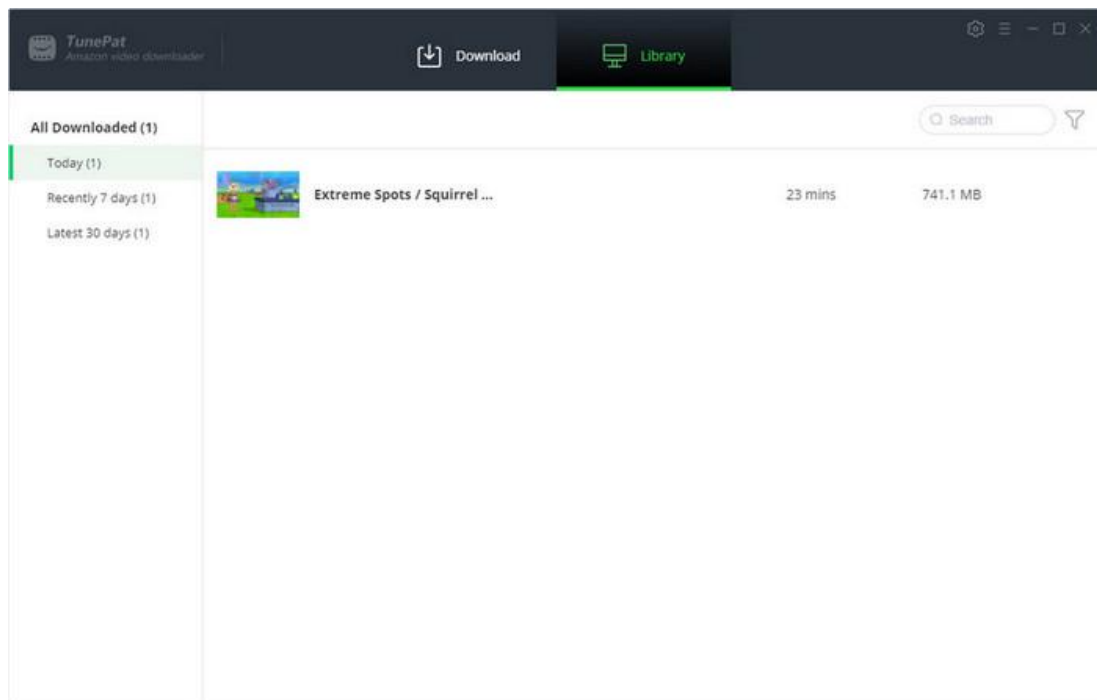 TunePat
Amazon video downloader
Download
Library
All Downloaded (1)
Search
Today (1)
Recently 7 days (1)
Latest 30 days (1)
Extreme Spots / Squirrel ...
23 mins
741.1 MB